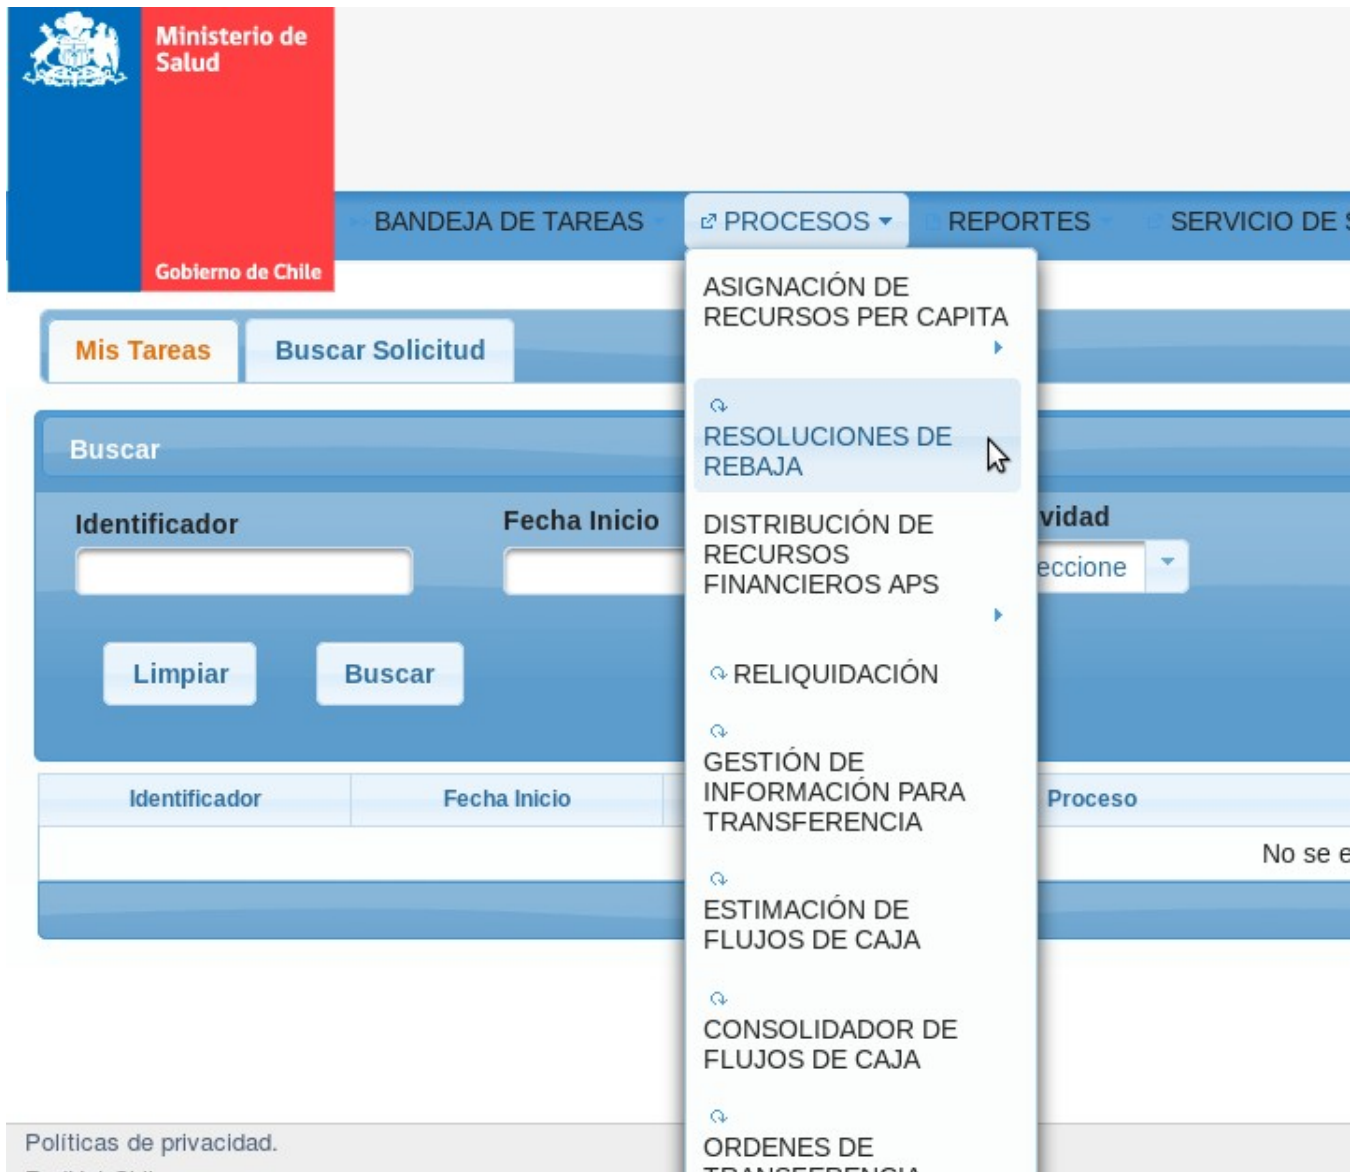 Ministerio de
Salud
Gobierno de Chile
BANDEJA DE TAREAS
PROCESOS
REPORTES
SERVICIO DE
ASIGNACIÓN DE
RECURSOS PER CAPITA
RESOLUCIONES DE
REBAJA
DISTRIBUCIÓN DE
RECURSOS
FINANCIEROS APS
RELIQUIDACIÓN
GESTIÓN DE
INFORMACIÓN PARA
TRANSFERENCIA
ESTIMACIÓN DE
FLUJOS DE CAJA
CONSOLIDADOR DE
FLUJOS DE CAJA
ORDENES DE
TRANSFERENCIA
Mis Tareas
Buscar Solicitud
Buscar
Identificador
Fecha Inicio
vidad
eccione
Limpiar
Buscar
Identificador
Fecha Inicio
Proceso
No se e
Políticas de privacidad.